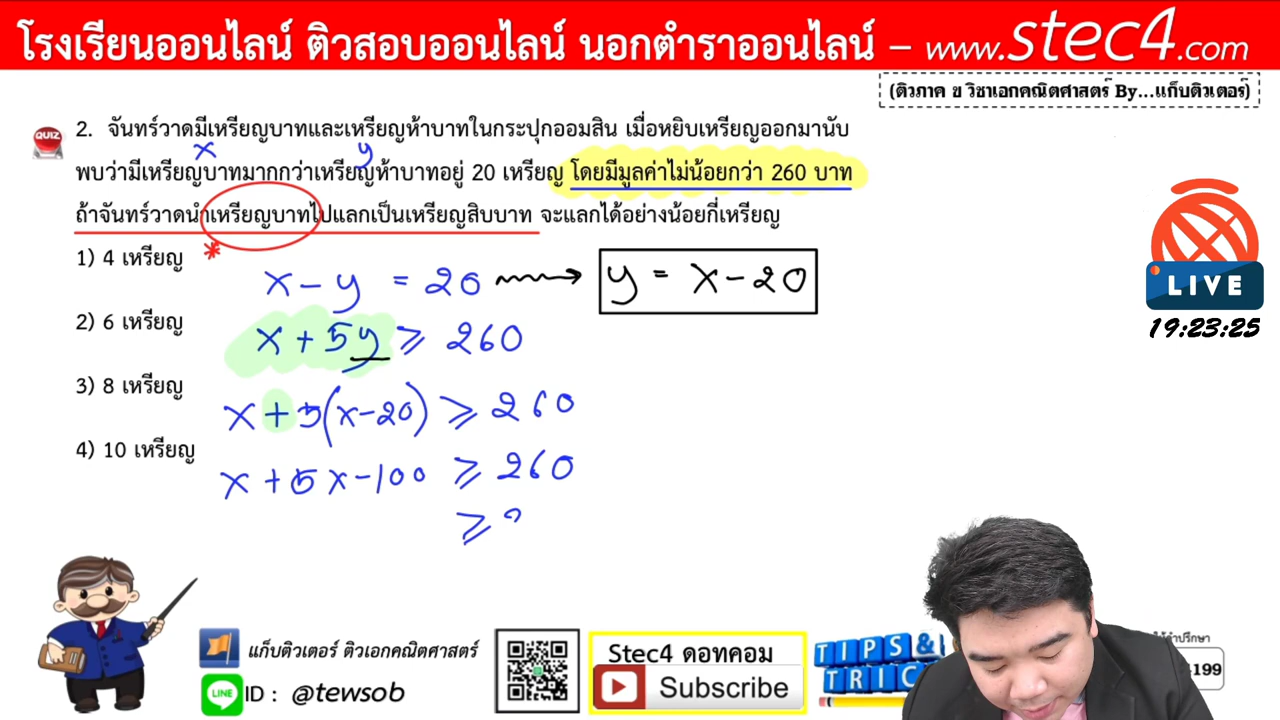 โรงเรียนออนไลน์ ติวสอบออนไลน์ นอกตำราออนไลน์ – www.stec4.com
(ติวภาค ข วิชาเอกคณิตศาสตร์ By...แก็บติวเตอร์)
QUIZ
2. จันทร์วาดมีเหรียญบาทและเหรียญห้าบาทในกระปุกออมสิน เมื่อหยิบเหรียญออกมานับ
x y
พบว่ามีเหรียญบาทมากกว่าเหรียญห้าบาทอยู่ 20 เหรียญ โดยมีมูลค่าไม่น้อยกว่า 260 บาท
ถ้าจันทร์วาดนำเหรียญบาทไปแลกเป็นเหรียญสิบบาท จะแลกได้อย่างน้อยกี่เหรียญ
1) 4 เหรียญ
x - y = 20 y = x - 20
2) 6 เหรียญ
x + 5y ≥ 260
3) 8 เหรียญ
x + 5(x-20) ≥ 260
4) 10 เหรียญ
x + 5x - 100 ≥ 260
≥
LIVE
19:23:25
แก็บติวเตอร์ ติวเอกคณิตศาสตร์
LINE ID : @tewsob
Stec4 ดอทคอม
Subscribe
TIPS &
TRIC
ให้คำปรึกษา
199